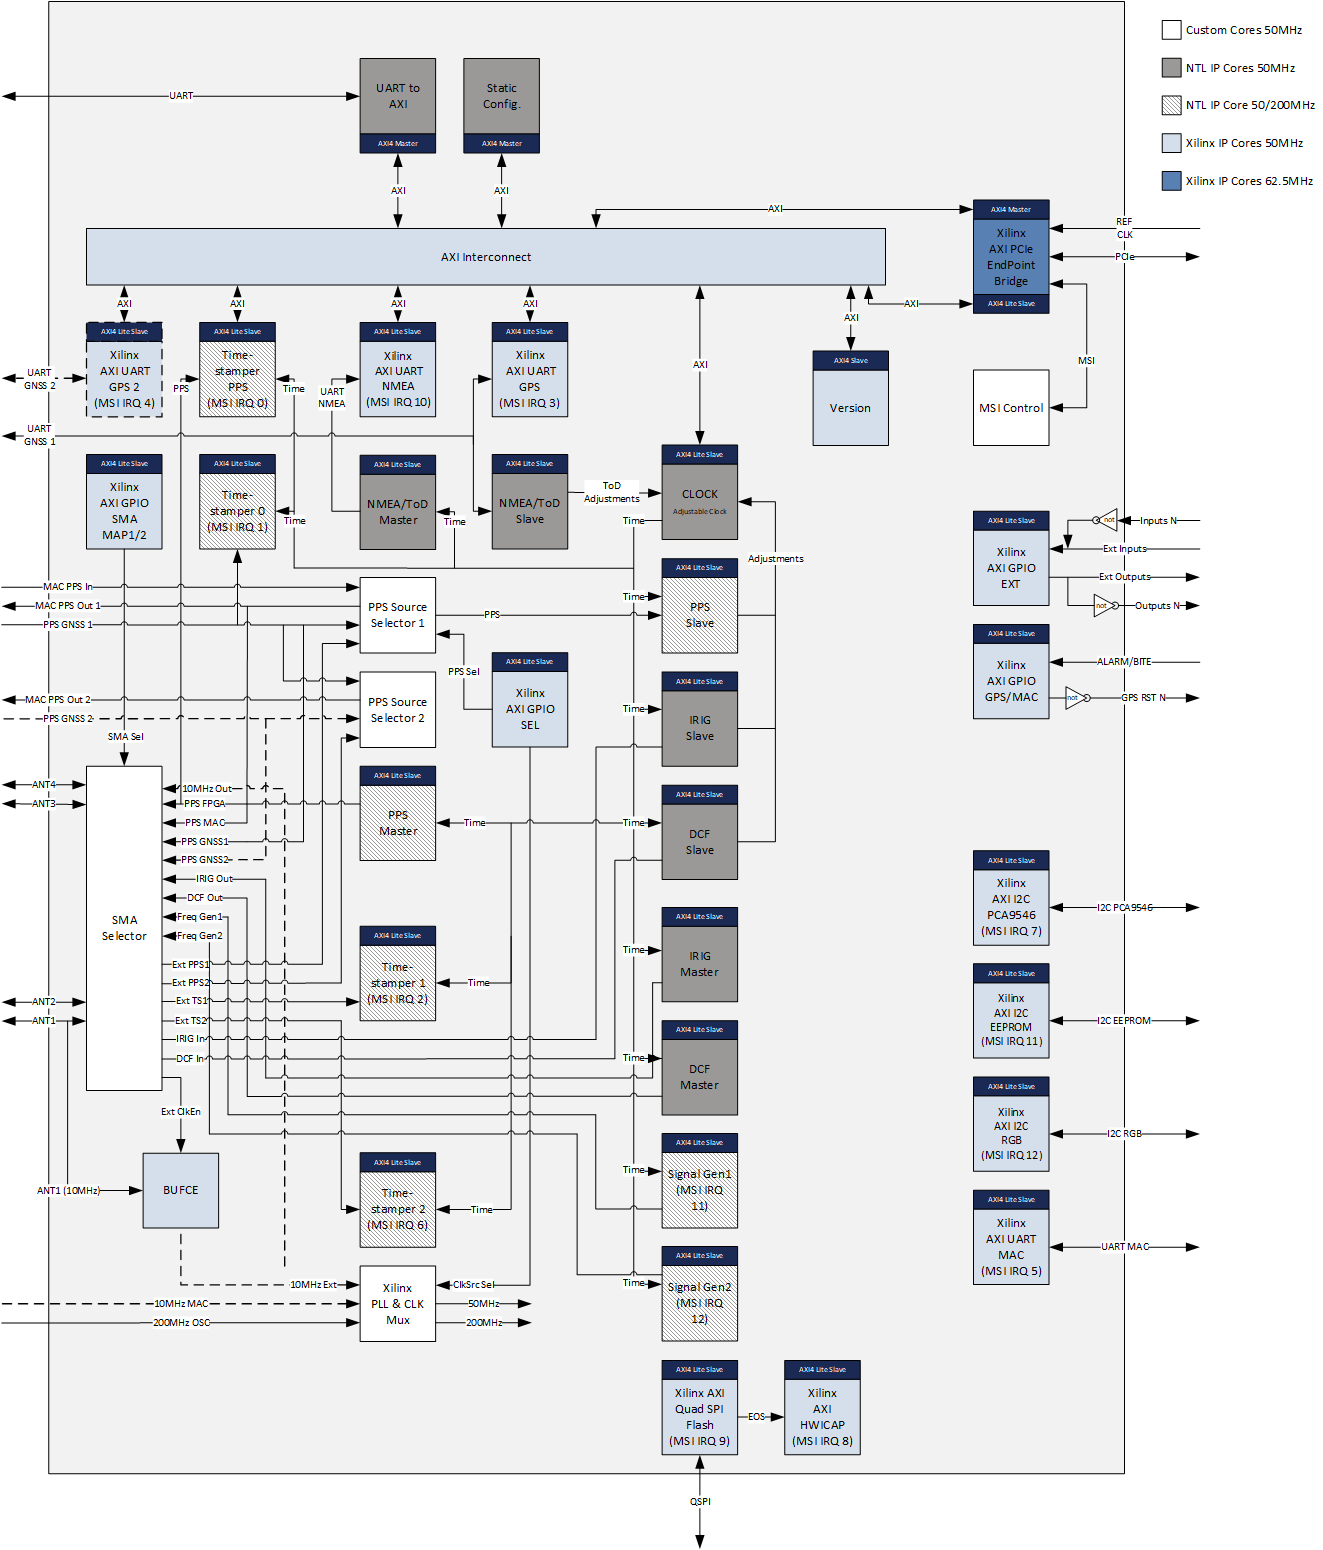 Custom Cores 50MHz
NTL IP Cores 50MHz
NTL IP Core 50/200MHz
Xilinx IP Cores 50MHz
Xilinx IP Cores 62.5MHz
UART
UART to
AXI
AXI4 Master
Static
Config.
AXI4 Master
AXI
AXI
AXI
AXI Interconnect
AXI4 Master
Xilinx
AXI PCIe
EndPoint
Bridge
AXI4 Lite Slave
REF
CLK
PCIe
AXI
AXI
AXI
AXI
AXI
AXI
AXI
MSI
UART
GNSS 2
AXI4 Lite Slave
Xilinx
AXI UART
GPS 2
(MSI IRQ 4)
PPS
AXI4 Lite Slave
Time-
stamper
PPS
(MSI IRQ 0)
Time
UART
NMEA
AXI4 Lite Slave
Xilinx
AXI UART
NMEA
(MSI IRQ 10)
AXI4 Lite Slave
Xilinx
AXI UART
GPS
(MSI IRQ 3)
AXI4 Slave
Version
MSI Control
UART
GNSS 1
AXI4 Lite Slave
Xilinx
AXI GPIO
SMA
MAP1/2
AXI4 Lite Slave
Time-
stamper 0
(MSI IRQ 1)
Time
AXI4 Lite Slave
NMEA/ToD
Master
Time
AXI4 Lite Slave
NMEA/ToD
Slave
ToD
Adjustments
AXI4 Lite Slave
CLOCK
Adjustable Clock
Time
Adjustments
AXI4 Lite Slave
Xilinx
AXI GPIO
EXT
not
Inputs N
Ext Inputs
Ext Outputs
not
Outputs N
MAC PPS In
MAC PPS Out 1
PPS GNSS 1
PPS Source
Selector 1
PPS
Time
AXI4 Lite Slave
PPS
Slave
AXI4 Lite Slave
Xilinx
AXI GPIO
GPS/MAC
ALARM/BITE
not
GPS RST N
MAC PPS Out 2
PPS GNSS 2
PPS Source
Selector 2
PPS Sel
AXI4 Lite Slave
Xilinx
AXI GPIO
SEL
Time
AXI4 Lite Slave
IRIG
Slave
SMA Sel
ANT4
ANT3
ANT2
ANT1
SMA
Selector
10MHz Out
PPS FPGA
PPS MAC
PPS GNSS1
PPS GNSS2
IRIG Out
DCF Out
Freq Gen1
Freq Gen2
Ext PPS1
Ext PPS2
Ext TS1
Ext TS2
IRIG In
DCF In
AXI4 Lite Slave
PPS
Master
Time
Time
AXI4 Lite Slave
DCF
Slave
AXI4 Lite Slave
Time-
stamper 1
(MSI IRQ 2)
Time
Time
AXI4 Lite Slave
IRIG
Master
AXI4 Lite Slave
Xilinx
AXI I2C
PCA9546
(MSI IRQ 7)
I2C PCA9546
Time
AXI4 Lite Slave
DCF
Master
AXI4 Lite Slave
Xilinx
AXI I2C
EEPROM
(MSI IRQ 11)
I2C EEPROM
Ext ClkEn
ANT1 (10MHz)
BUFCE
AXI4 Lite Slave
Time-
stamper 2
(MSI IRQ 6)
Time
Time
AXI4 Lite Slave
Signal Gen1
(MSI IRQ
11)
AXI4 Lite Slave
Xilinx
AXI I2C
RGB
(MSI IRQ 12)
I2C RGB
10MHz Ext
10MHz MAC
200MHz OSC
Xilinx
PLL & CLK
Mux
ClkSrc Sel
50MHz
200MHz
Time
AXI4 Lite Slave
Signal Gen2
(MSI IRQ
12)
AXI4 Lite Slave
Xilinx
AXI UART
MAC
(MSI IRQ 5)
UART MAC
AXI4 Lite Slave
Xilinx AXI
Quad SPI
Flash
(MSI IRQ 9)
EOS
AXI4 Lite Slave
Xilinx
AXI
HWICAP
(MSI IRQ 8)
QSPI